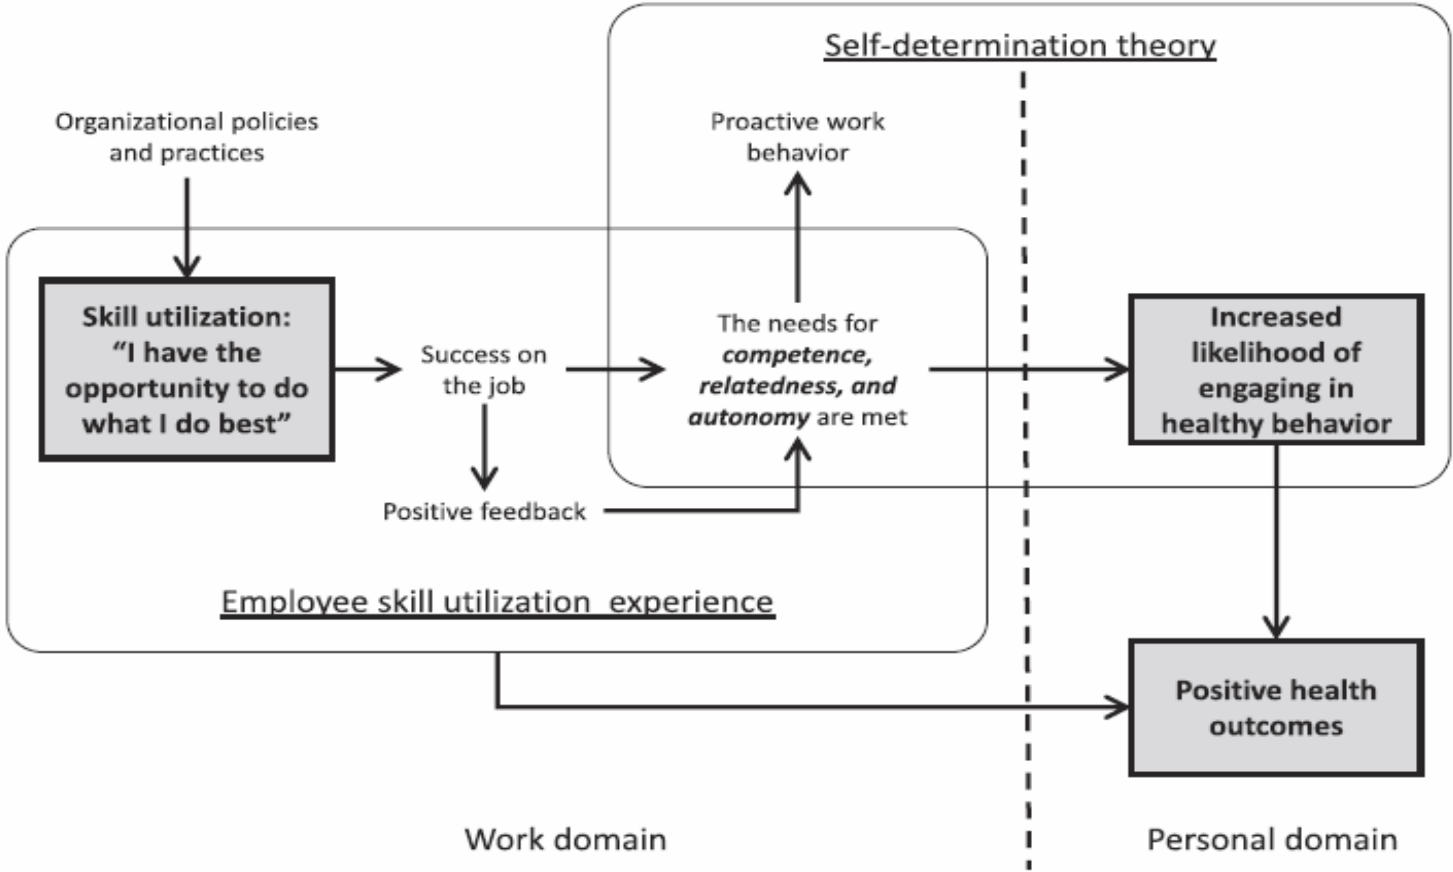 Self-determination theory
Organizational policies
and practices
Proactive work
behavior
Skill utilization:
“I have the
opportunity to do
what I do best”
Success on
the job
The needs for
competence,
relatedness, and
autonomy are met
Increased
likelihood of
engaging in
healthy behavior
Positive feedback
Employee skill utilization experience
Positive health
outcomes
Work domain
Personal domain